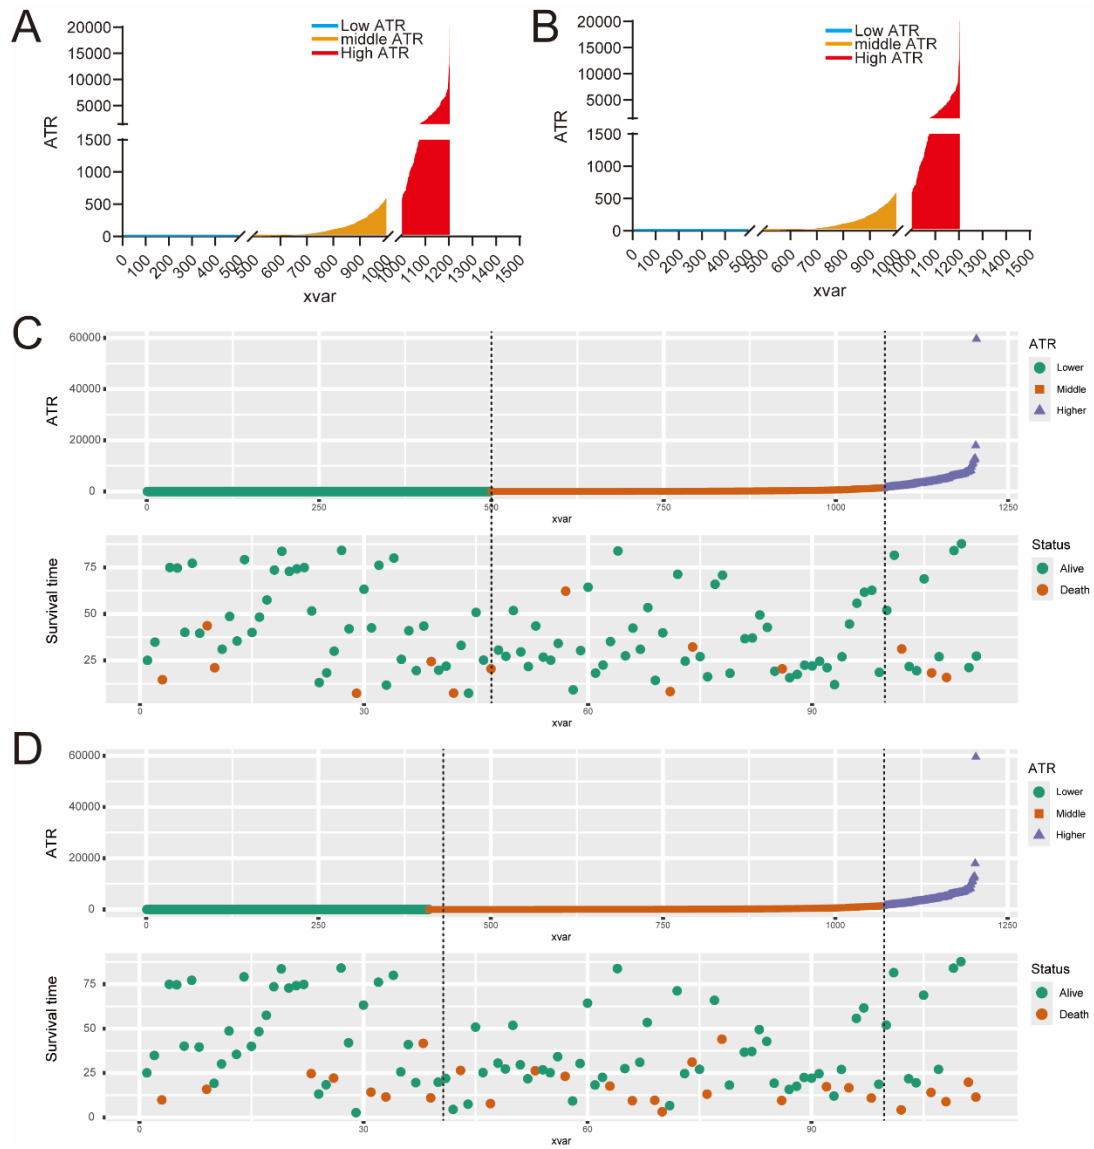 A
ATR
20000
15000
10000
5000
1500
1000
500
0
Low ATR
middle ATR
High ATR
0 100 200 300 400 500 500 600 700 800 900 1000 1000 1100 1200 1300 1400 1500
xvar
B
ATR
20000
15000
10000
5000
1500
1000
500
0
Low ATR
middle ATR
High ATR
0 100 200 300 400 500 500 600 700 800 900 1000 1000 1100 1200 1300 1400 1500
xvar
C
ATR
60000
40000
20000
0
0 250 500 750 1000 1250
xvar
ATR
Lower
Middle
Higher
Survival time
75
50
25
0 30 60 90
xvar
Status
Alive
Death
D
ATR
60000
40000
20000
0
0 250 500 750 1000 1250
xvar
ATR
Lower
Middle
Higher
Survival time
75
50
25
0
0 30 60 90
xvar
Status
Alive
Death